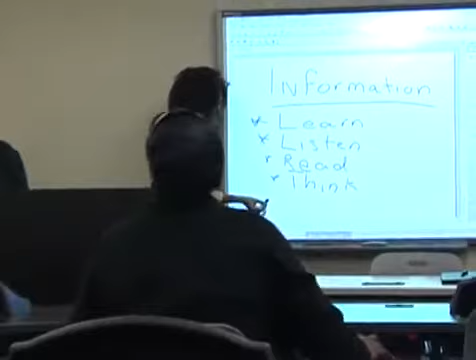 Information
* Learn
* Listen
* Read
* Think